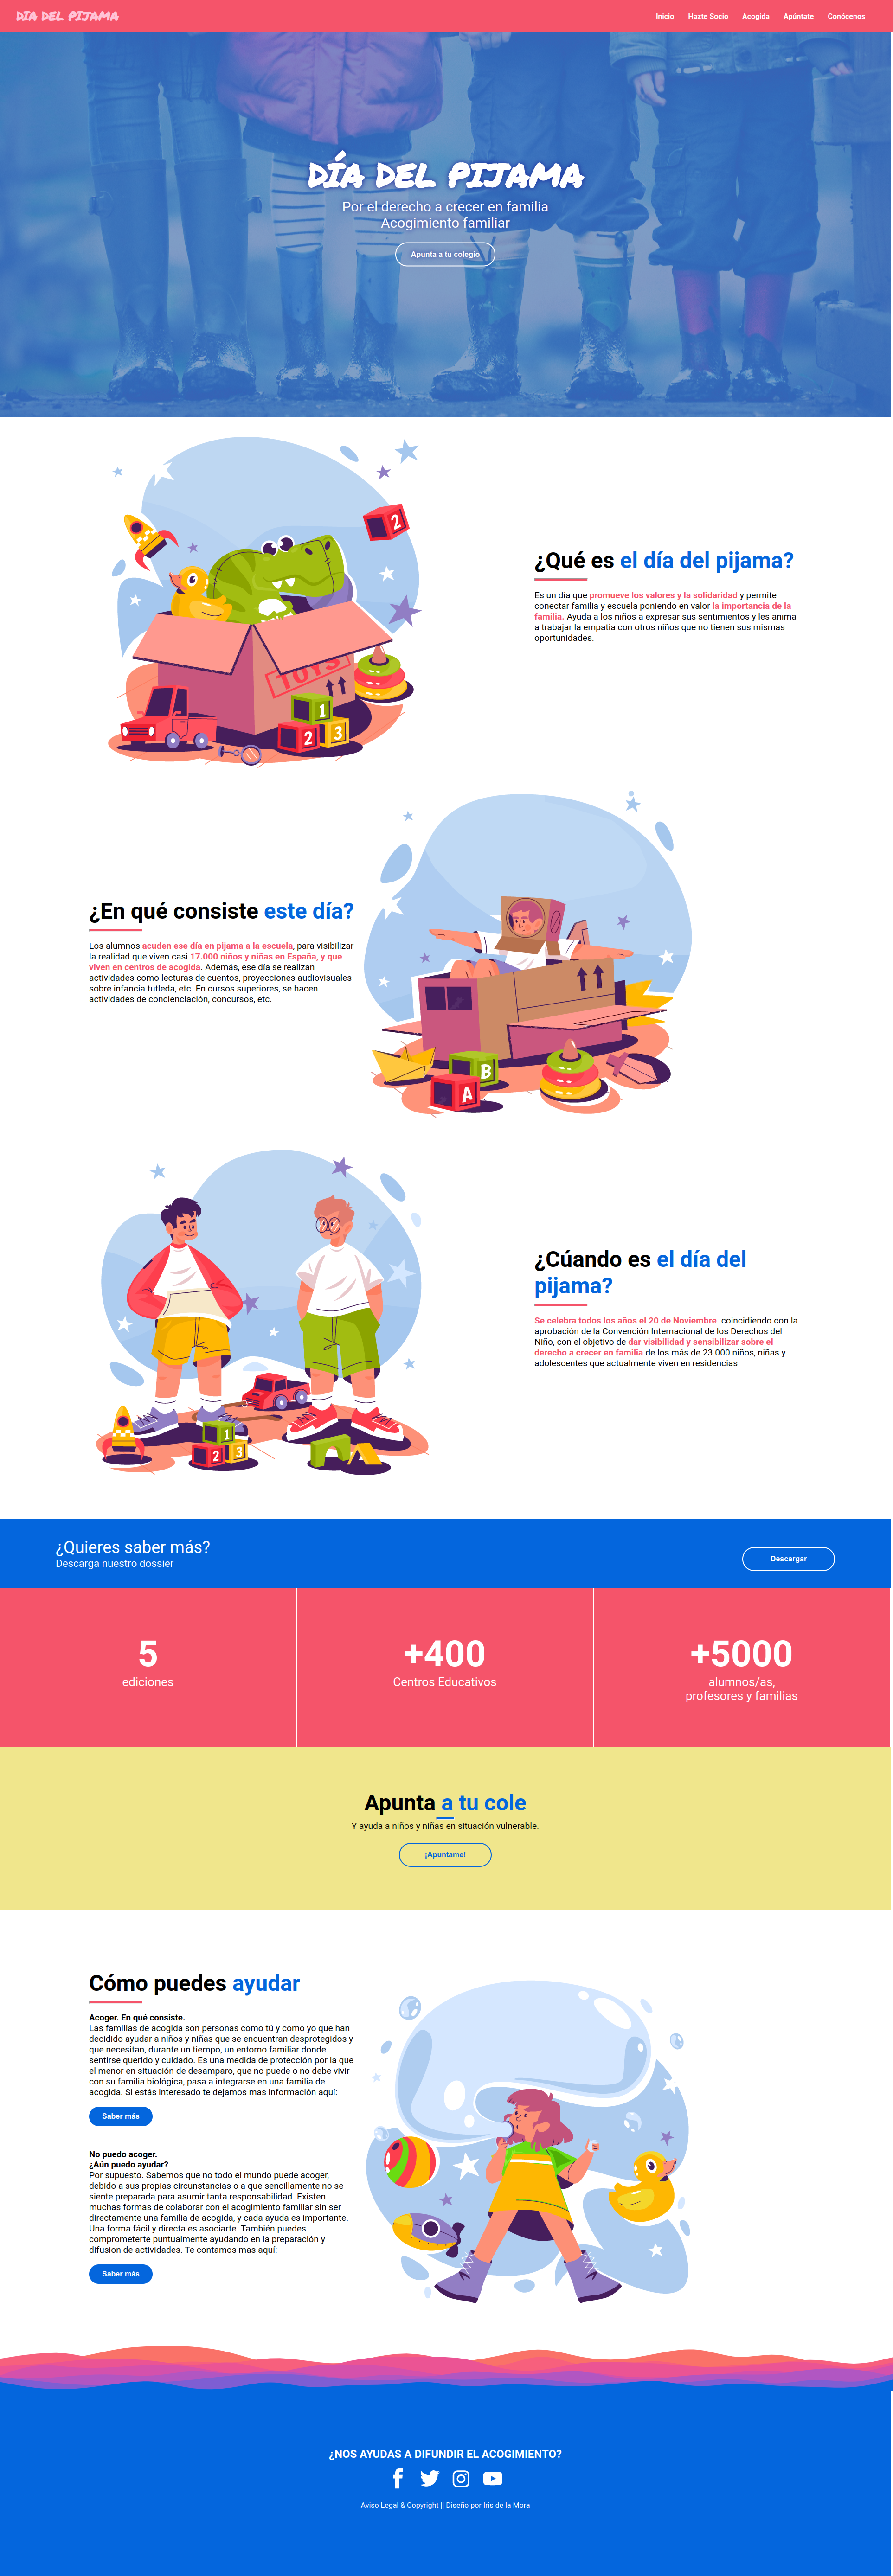 DIA DEL PIJAMA
Inicio Hazte Socio Acogida Apúntate Conócenos
DÍA DEL PIJAMA
Por el derecho a crecer en familia
Acogimiento familiar
Apunta a tu colegio
2
TOYS
1
2 3
¿Qué es el día del pijama?
Es un día que promueve los valores y la solidaridad y permite
conectar familia y escuela poniendo en valor la importancia de la
familia. Ayuda a los niños a expresar sus sentimientos y les anima
a trabajar la empatia con otros niños que no tienen sus mismas
oportunidades.
¿En qué consiste este día?
Los alumnos acuden ese día en pijama a la escuela, para visibilizar
la realidad que viven casi 17.000 niños y niñas en España, y que
viven en centros de acogida. Además, ese día se realizan
actividades como lecturas de cuentos, proyecciones audiovisuales
sobre infancia tutleda, etc. En cursos superiores, se hacen
actividades de concienciación, concursos, etc.
B
A
1
2 3
¿Cúando es el día del
pijama?
Se celebra todos los años el 20 de Noviembre. coincidiendo con la
aprobación de la Convención Internacional de los Derechos del
Niño, con el objetivo de dar visibilidad y sensibilizar sobre el
derecho a crecer en familia de los más de 23.000 niños, niñas y
adolescentes que actualmente viven en residencias
¿Quieres saber más?
Descarga nuestro dossier
Descargar
5
ediciones
+400
Centros Educativos
+5000
alumnos/as,
profesores y familias
Apunta a tu cole
Y ayuda a niños y niñas en situación vulnerable.
¡Apuntame!
Cómo puedes ayudar
Acoger. En qué consiste.
Las familias de acogida son personas como tú y como yo que han
decidido ayudar a niños y niñas que se encuentran desprotegidos y
que necesitan, durante un tiempo, un entorno familiar donde
sentirse querido y cuidado. Es una medida de protección por la que
el menor en situación de desamparo, que no puede o no debe vivir
con su familia biológica, pasa a integrarse en una familia de
acogida. Si estás interesado te dejamos mas información aquí:
Saber más
No puedo acoger.
¿Aún puedo ayudar?
Por supuesto. Sabemos que no todo el mundo puede acoger,
debido a sus propias circunstancias o a que sencillamente no se
siente preparada para asumir tanta responsabilidad. Existen
muchas formas de colaborar con el acogimiento familiar sin ser
directamente una familia de acogida, y cada ayuda es importante.
Una forma fácil y directa es asociarte. También puedes
comprometerte puntualmente ayudando en la preparación y
difusion de actividades. Te contamos mas aquí:
Saber más
¿NOS AYUDAS A DIFUNDIR EL ACOGIMIENTO?
Aviso Legal & Copyright || Diseño por Iris de la Mora